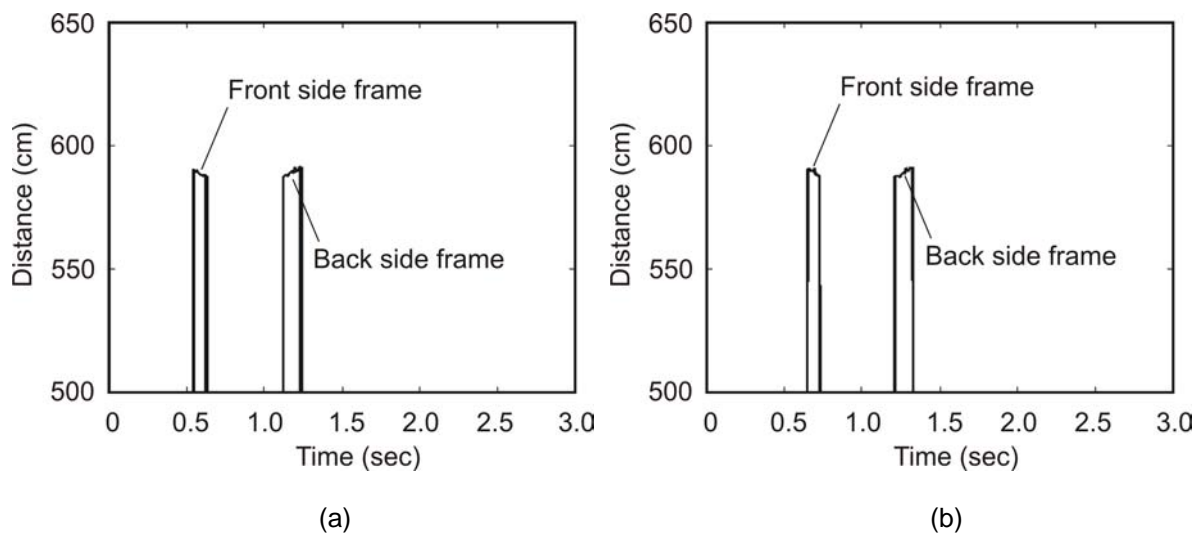 650
600
550
500
Distance (cm)
Front side frame
Back side frame
0 0.5 1.0 1.5 2.0 2.5 3.0
Time (sec)
(a)
650
600
550
500
Distance (cm)
Front side frame
Back side frame
0 0.5 1.0 1.5 2.0 2.5 3.0
Time (sec)
(b)